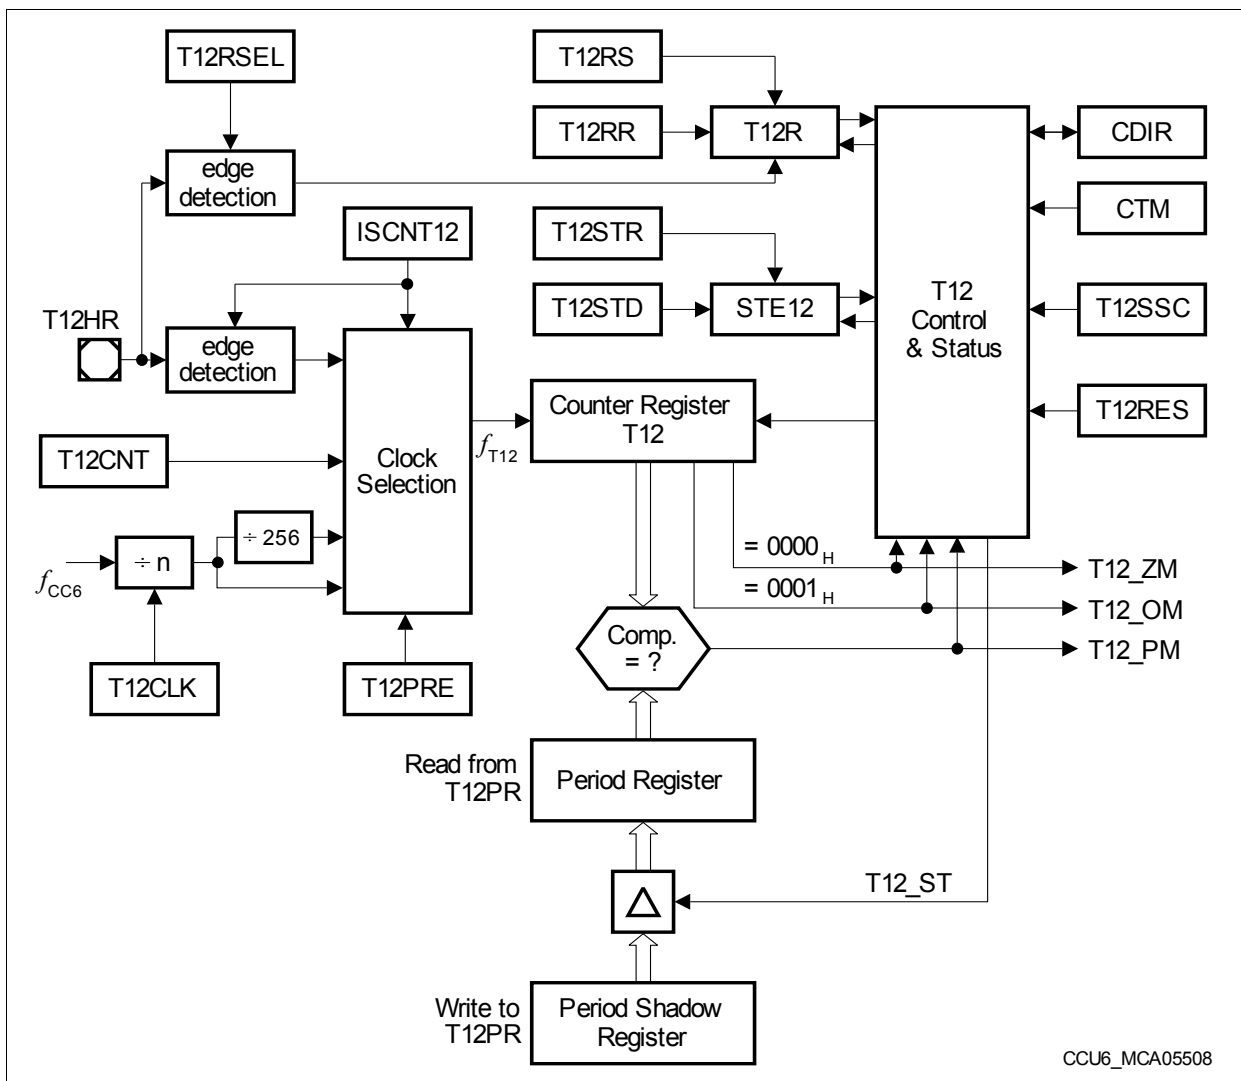 T12RSEL
T12RS
T12RR
T12R
CDIR
edge
detection
CTM
ISCNT12
T12STR
T12STD
STE12
T12
Control
& Status
T12SSC
T12HR
edge
detection
T12RES
Counter Register
T12
fT12
T12CNT
Clock
Selection
÷ 256
÷ n
fCC6
= 0000H
T12_ZM
= 0001H
T12_OM
Comp.
= ?
T12_PM
T12CLK
T12PRE
Read from
T12PR
Period Register
T12_ST
Write to
T12PR
Period Shadow
Register
CCU6_MCA05508